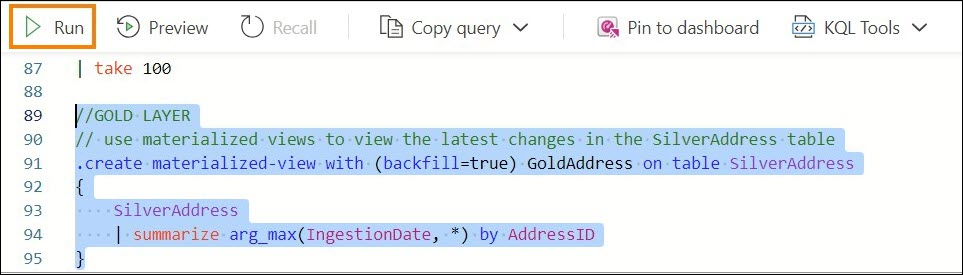 Run Preview Recall Copy query Pin to dashboard KQL Tools
87 | take 100
88
89 //GOLD LAYER
90 // use materialized views to view the latest changes in the SilverAddress table
91 .create materialized-view with (backfill=true) GoldAddress on table SilverAddress
92 {
93     SilverAddress
94     | summarize arg_max(IngestionDate, *) by AddressID
95 }